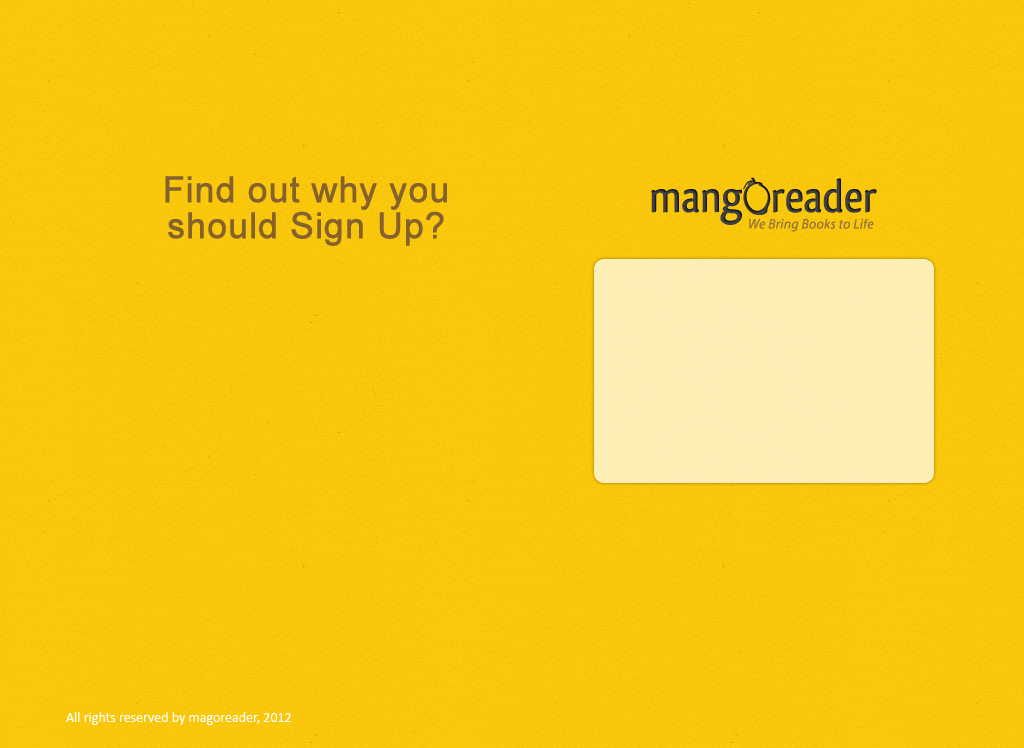 Find out why you
should Sign Up?
mangoreader
We Bring Books to Life
All rights reserved by magoreader, 2012